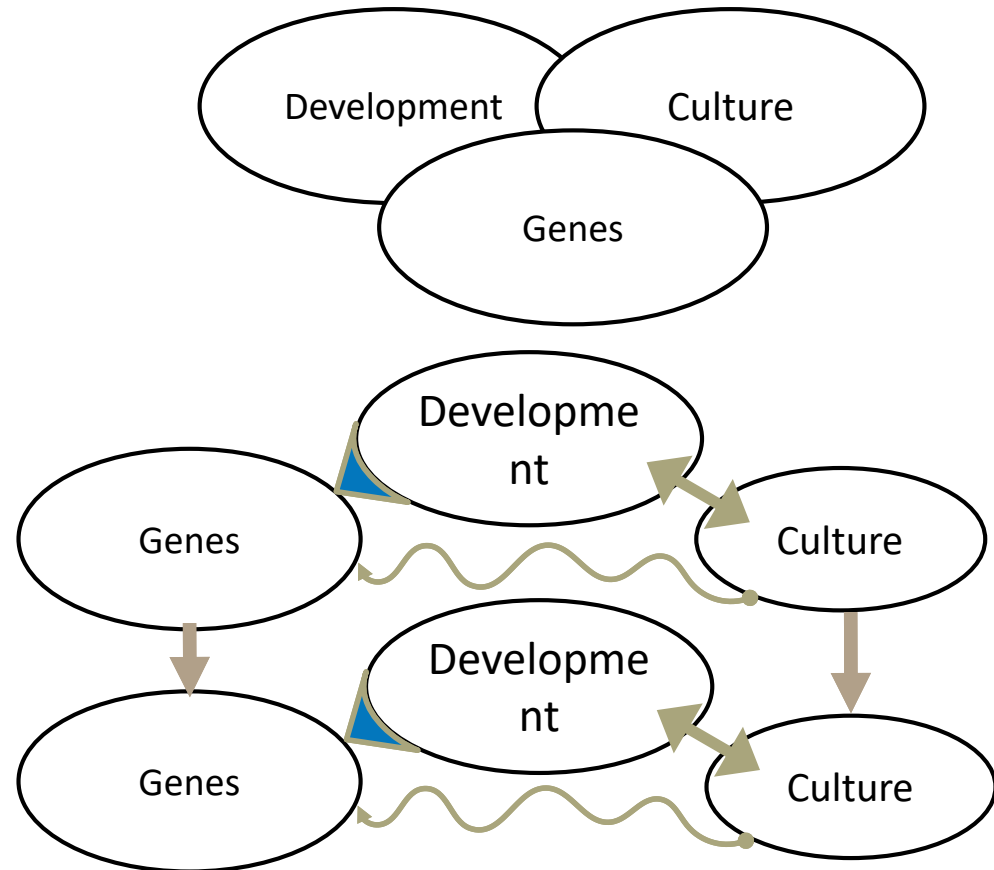 Development
Culture
Genes
Developme
nt
Genes
Culture
Developme
nt
Genes
Culture